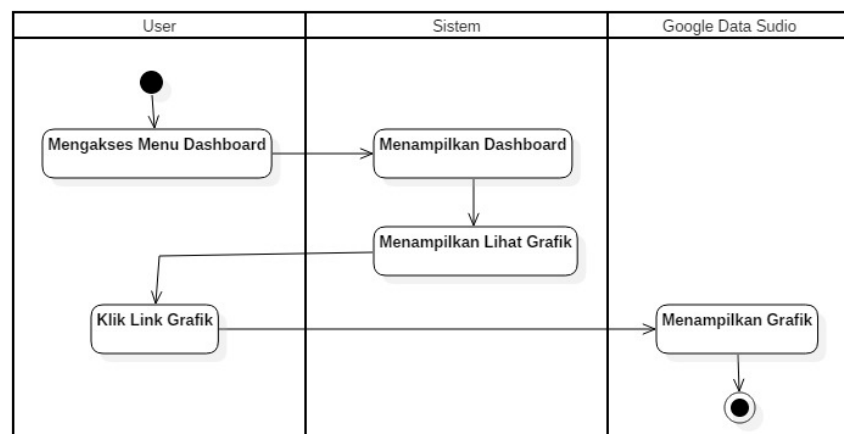 User
Sistem
Google Data Sudio
Mengakses Menu Dashboard
Menampilkan Dashboard
Menampilkan Lihat Grafik
Klik Link Grafik
Menampilkan Grafik